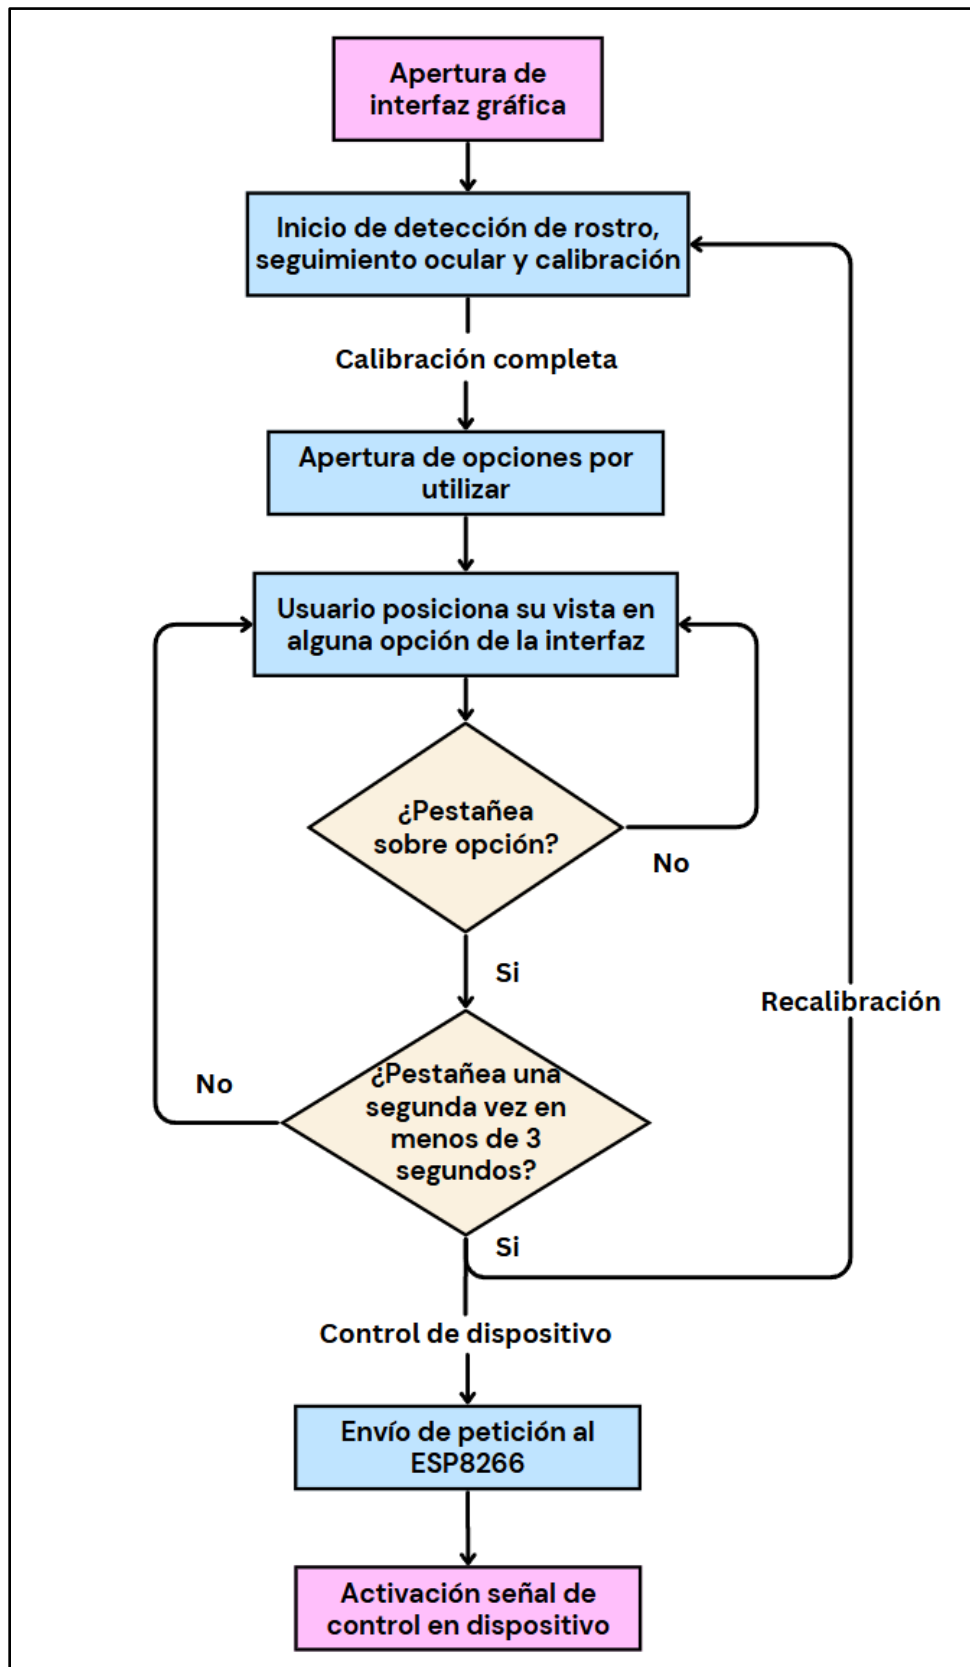 Apertura de
interfaz gráfica
Inicio de detección de rostro,
seguimiento ocular y calibración
Calibración completa
Apertura de opciones por
utilizar
Usuario posiciona su vista en
alguna opción de la interfaz
¿Pestañea
sobre opción?
No
Si
Recalibración
¿Pestañea una
segunda vez en
menos de 3
segundos?
No
Si
Control de dispositivo
Envío de petición al
ESP8266
Activación señal de
control en dispositivo